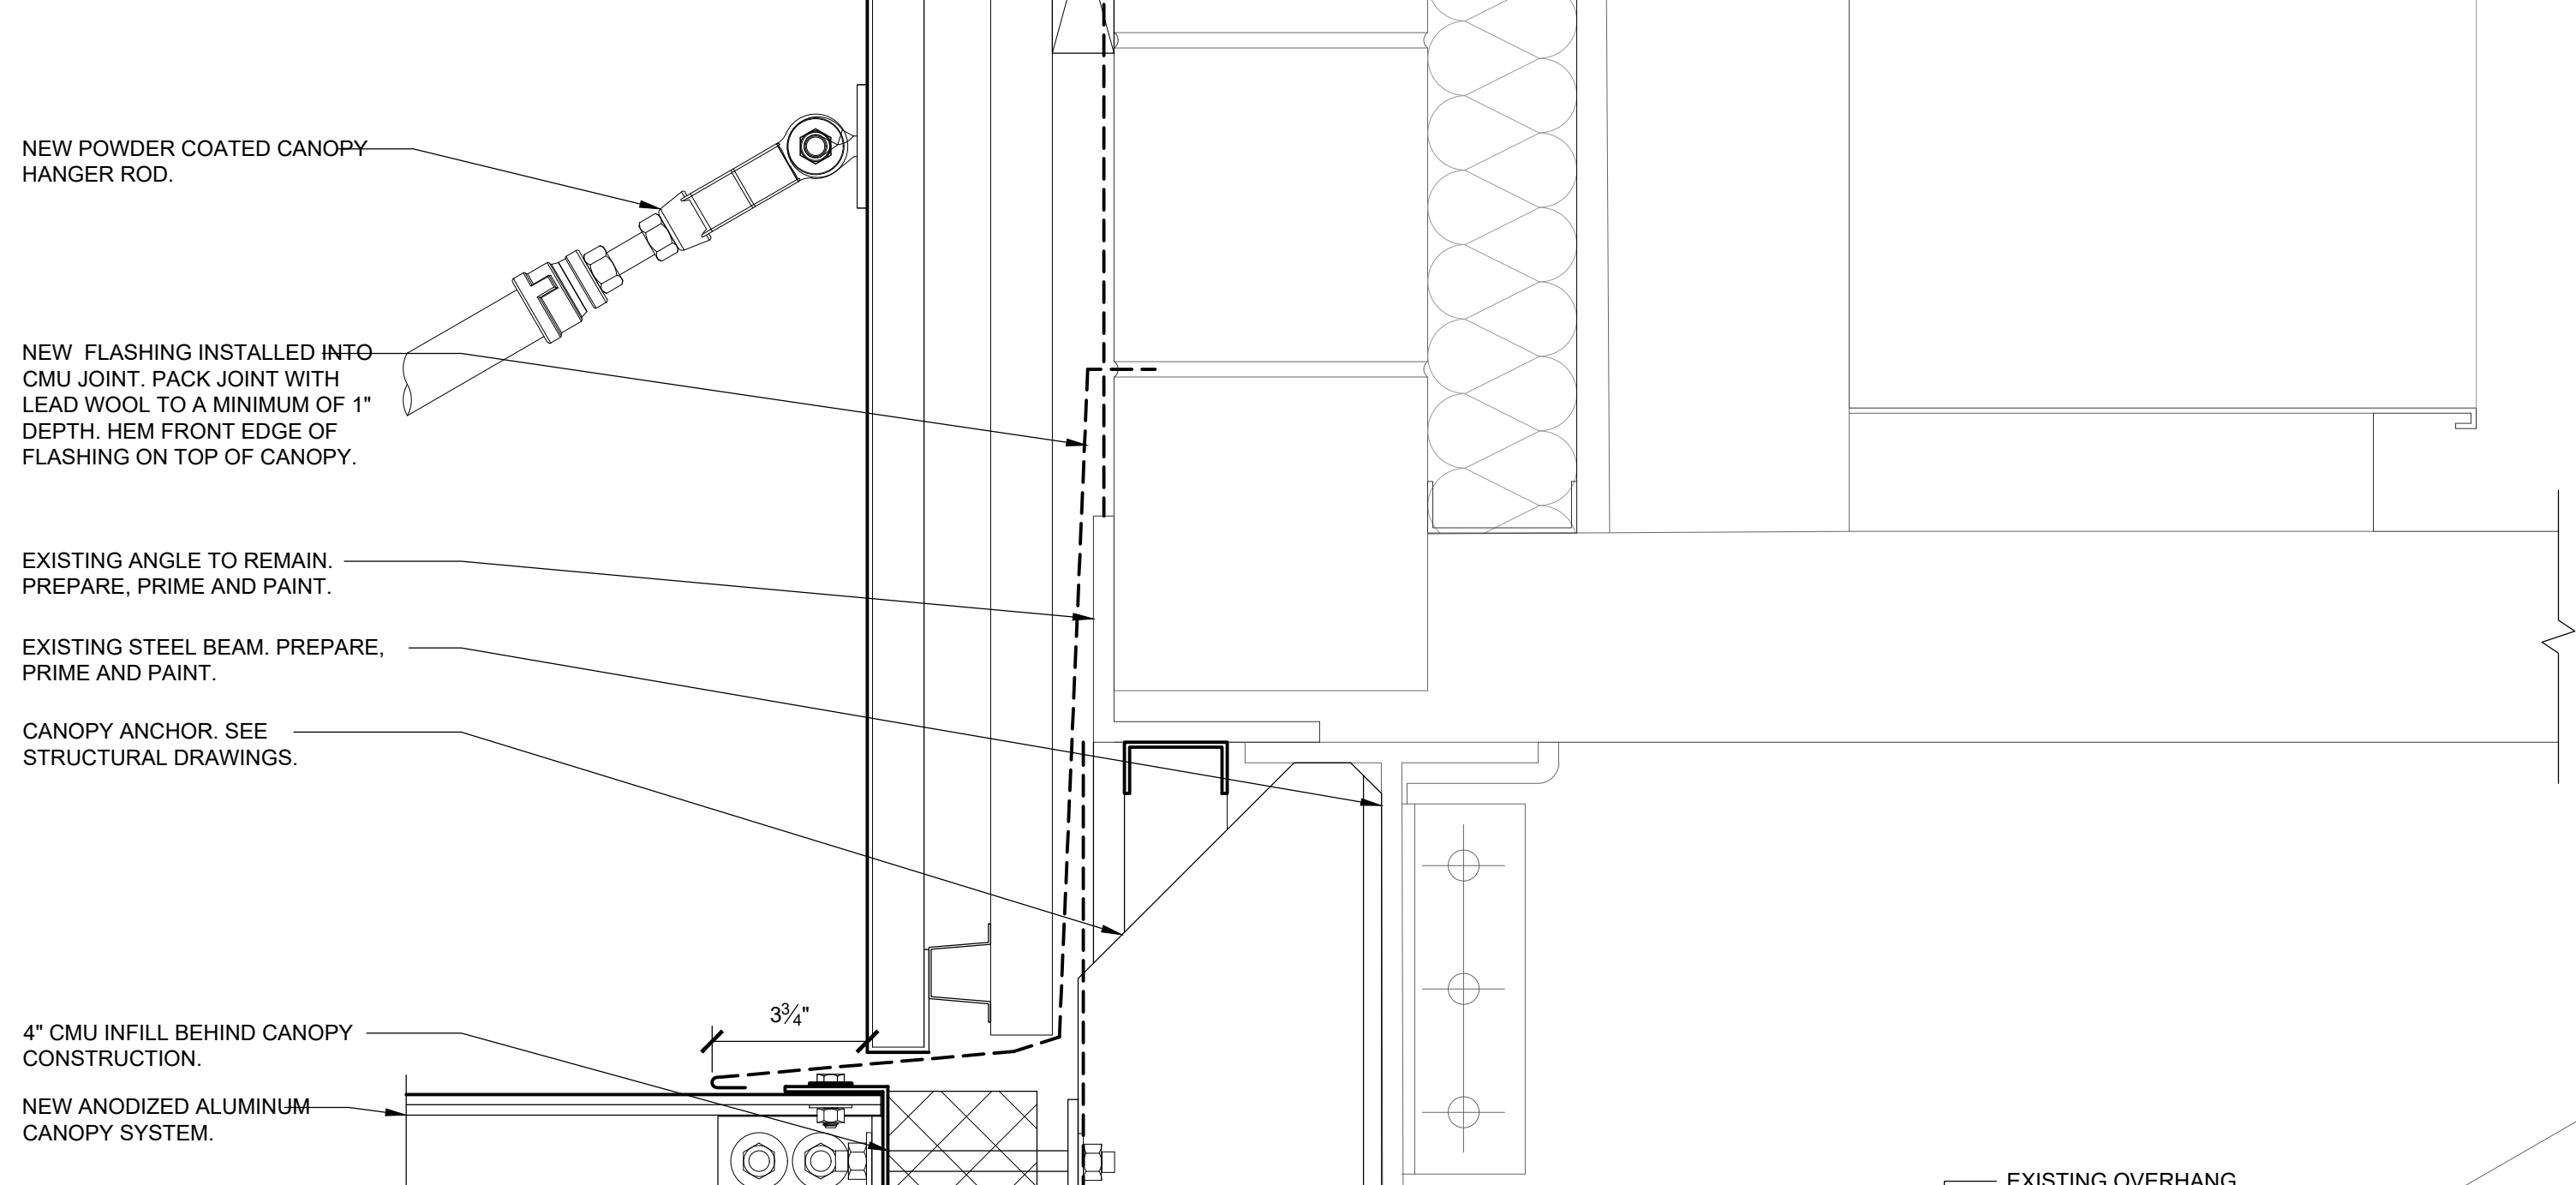 NEW POWDER COATED CANOPY
HANGER ROD.
NEW FLASHING INSTALLED INTO
CMU JOINT. PACK JOINT WITH
LEAD WOOL TO A MINIMUM OF 1"
DEPTH. HEM FRONT EDGE OF
FLASHING ON TOP OF CANOPY.
EXISTING ANGLE TO REMAIN.
PREPARE, PRIME AND PAINT.
EXISTING STEEL BEAM. PREPARE,
PRIME AND PAINT.
CANOPY ANCHOR. SEE
STRUCTURAL DRAWINGS.
3¾"
4" CMU INFILL BEHIND CANOPY
CONSTRUCTION.
NEW ANODIZED ALUMINUM
CANOPY SYSTEM.
EXISTING OVERHANG